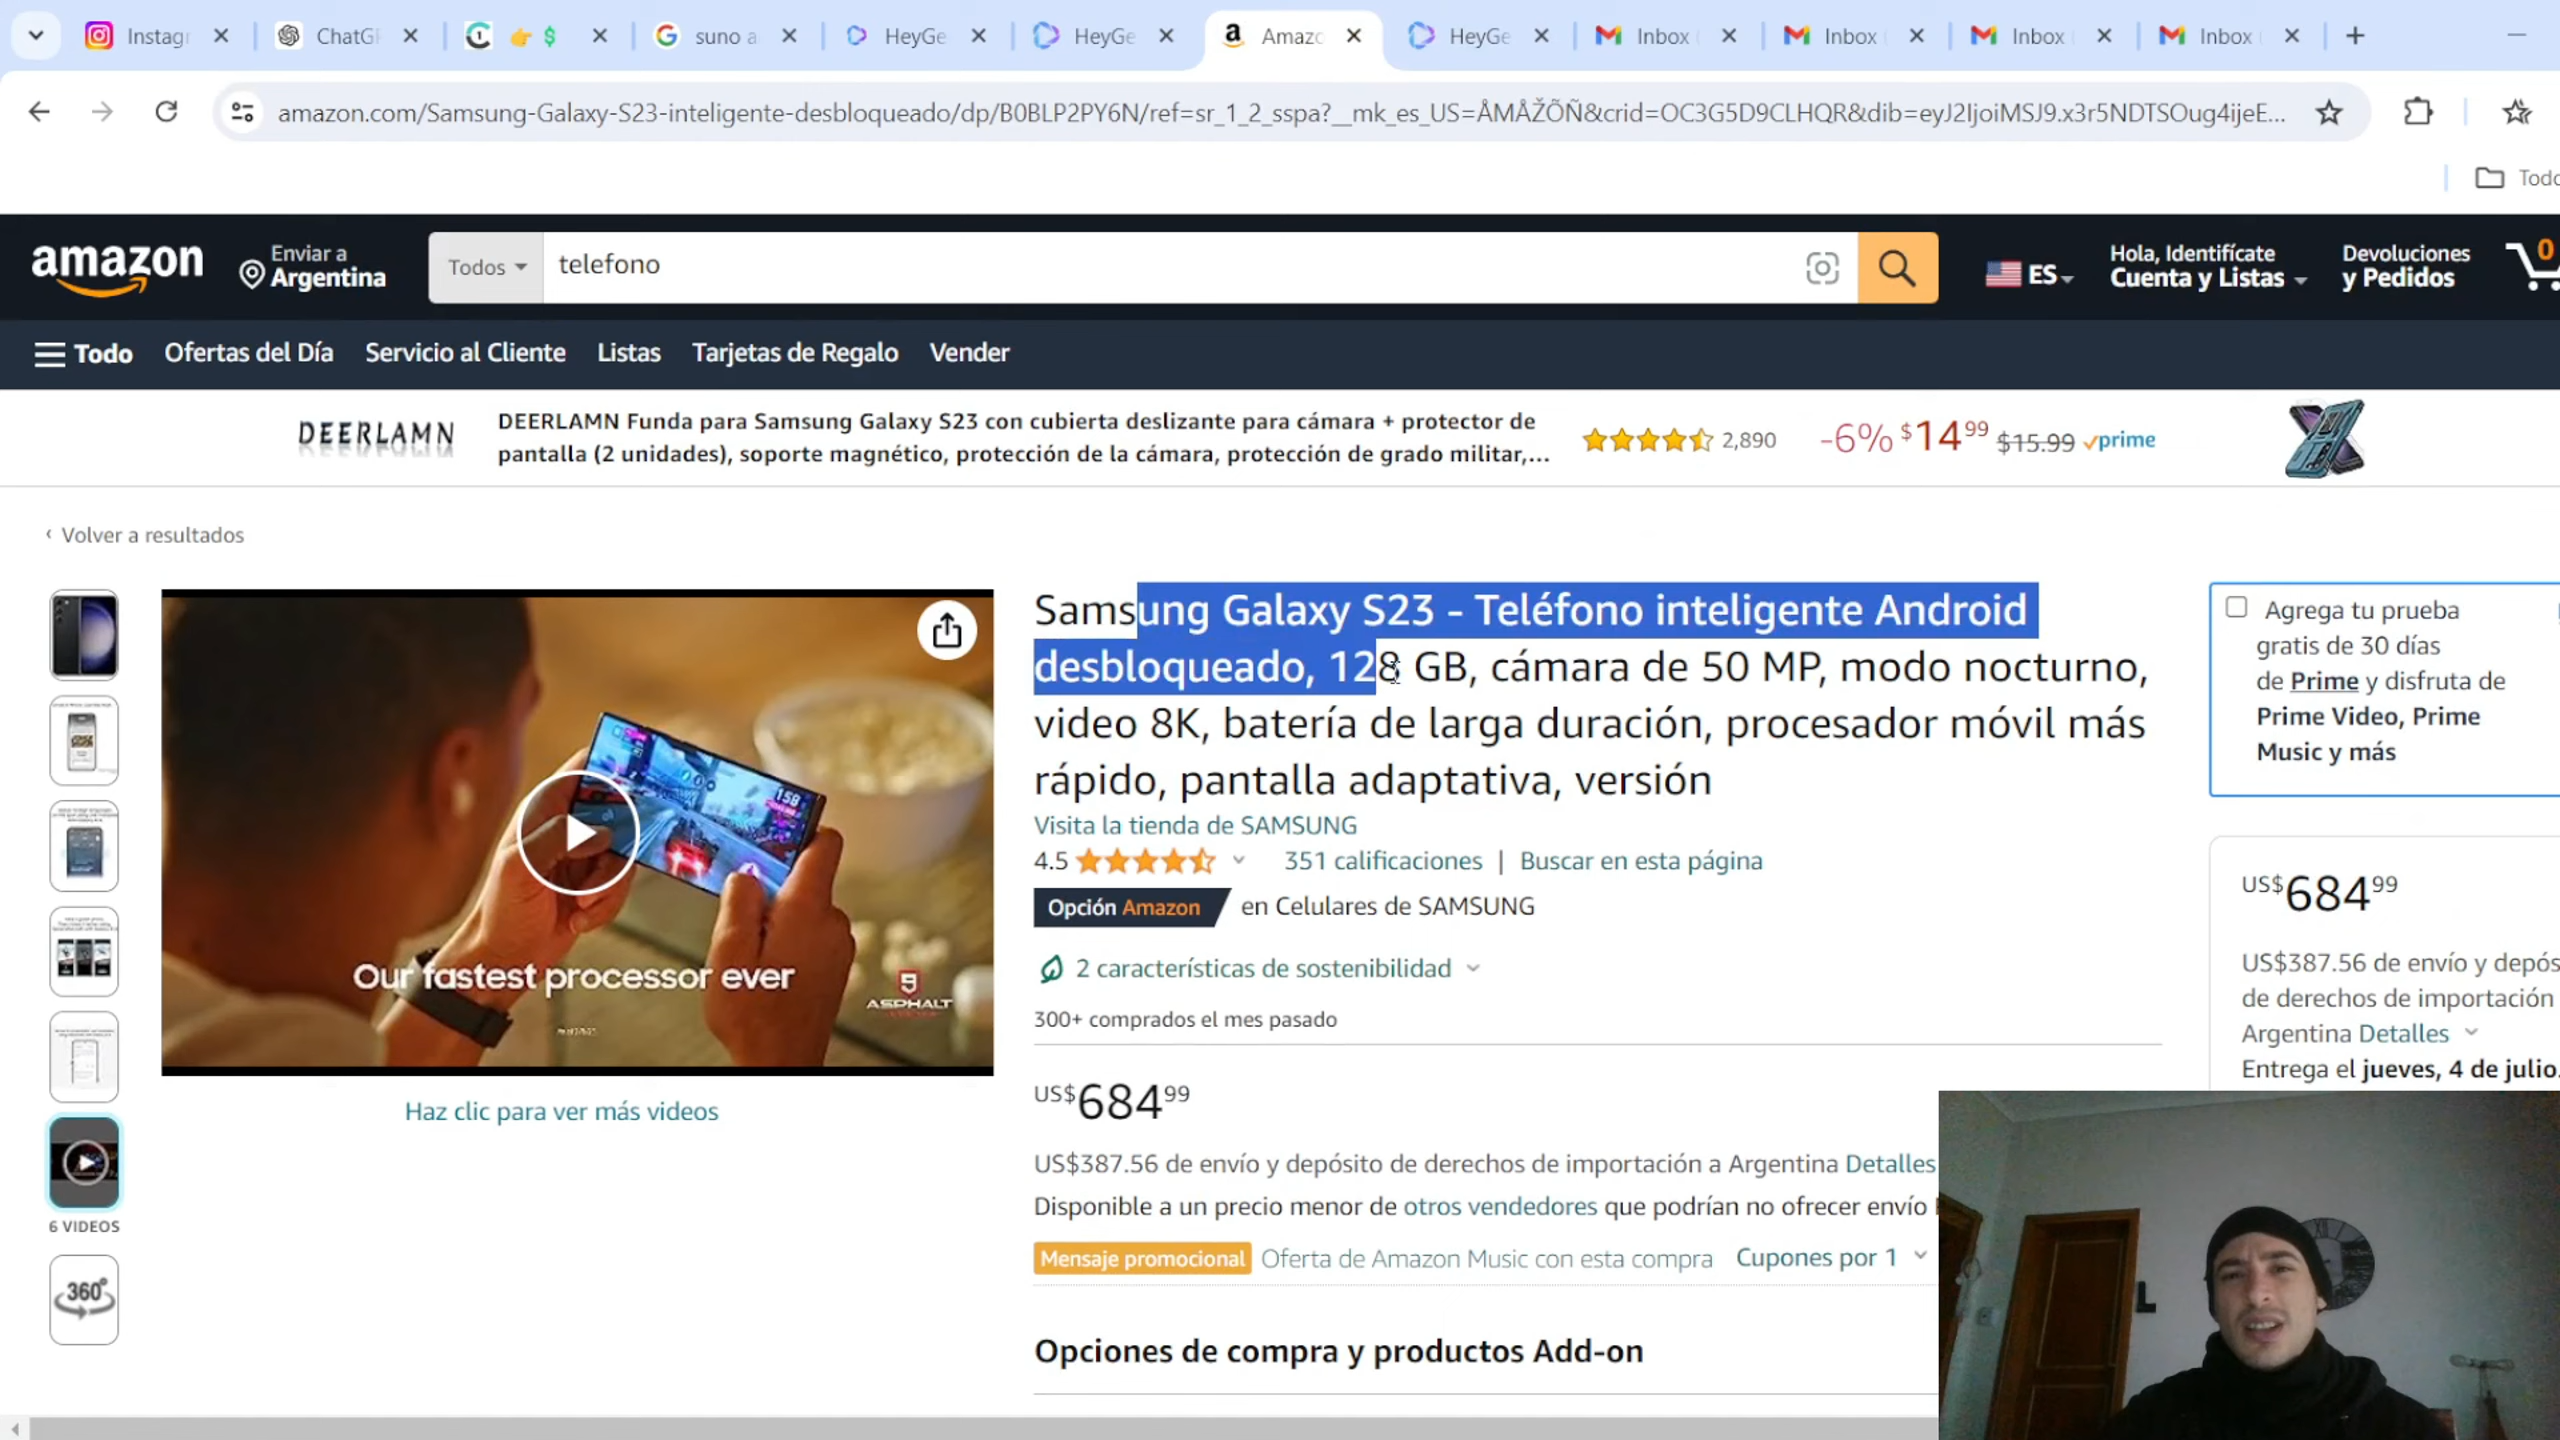 Instagr
ChatGP
👉 $
suno a
HeyGe
HeyGe
Amazo
HeyGe
Inbox (
Inbox (
Inbox (
Inbox (
amazon.com/Samsung-Galaxy-S23-inteligente-desbloqueado/dp/B0BLP2PY6N/ref=sr_1_2_sspa?__mk_es_US=ÅMÅŽÕÑ&crid=OC3G5D9CLHQR&dib=eyJ2IjoiMSJ9.x3r5NDTSOug4ijeE...
Todo
amazon
Enviar a
Argentina
Todos
telefono
ES
Hola, Identifícate
Cuenta y Listas
Devoluciones
y Pedidos
0
Todo
Ofertas del Día
Servicio al Cliente
Listas
Tarjetas de Regalo
Vender
DEERLAMN
DEERLAMN Funda para Samsung Galaxy S23 con cubierta deslizante para cámara + protector de
pantalla (2 unidades), soporte magnético, protección de la cámara, protección de grado militar,...
2,890
-6% $14 99 $15.99 prime
‹ Volver a resultados
Samsung Galaxy S23 - Teléfono inteligente Android
desbloqueado, 128 GB, cámara de 50 MP, modo nocturno,
video 8K, batería de larga duración, procesador móvil más
rápido, pantalla adaptativa, versión
Visita la tienda de SAMSUNG
4.5
351 calificaciones | Buscar en esta página
Opción Amazon en Celulares de SAMSUNG
2 características de sostenibilidad
300+ comprados el mes pasado
US$684 99
US$387.56 de envío y depósito de derechos de importación a Argentina Detalles
Disponible a un precio menor de otros vendedores que podrían no ofrecer envío
Mensaje promocional Oferta de Amazon Music con esta compra Cupones por 1
Opciones de compra y productos Add-on
158
Our fastest processor ever
9
ASPHALT
Haz clic para ver más videos
6 VIDEOS
360°
Agrega tu prueba
gratis de 30 días
de Prime y disfruta de
Prime Video, Prime
Music y más
US$684 99
US$387.56 de envío y depós
de derechos de importación
Argentina Detalles
Entrega el jueves, 4 de julio.